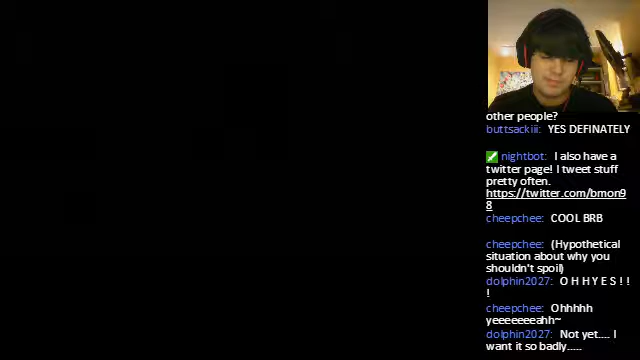 other people?
buttsackiii: YES DEFINATELY
nightbot: I also have a
twitter page! I tweet stuff
pretty often.
https://twitter.com/bmon9
8
cheepchee: COOL BRB
cheepchee: (Hypothetical
situation about why you
shouldn't spoil)
dolphin2027: O H H Y E S ! !
!
cheepchee: Ohhhhh
yeeeeeeeahh~
dolphin2027: Not yet.... I
want it so badly.....